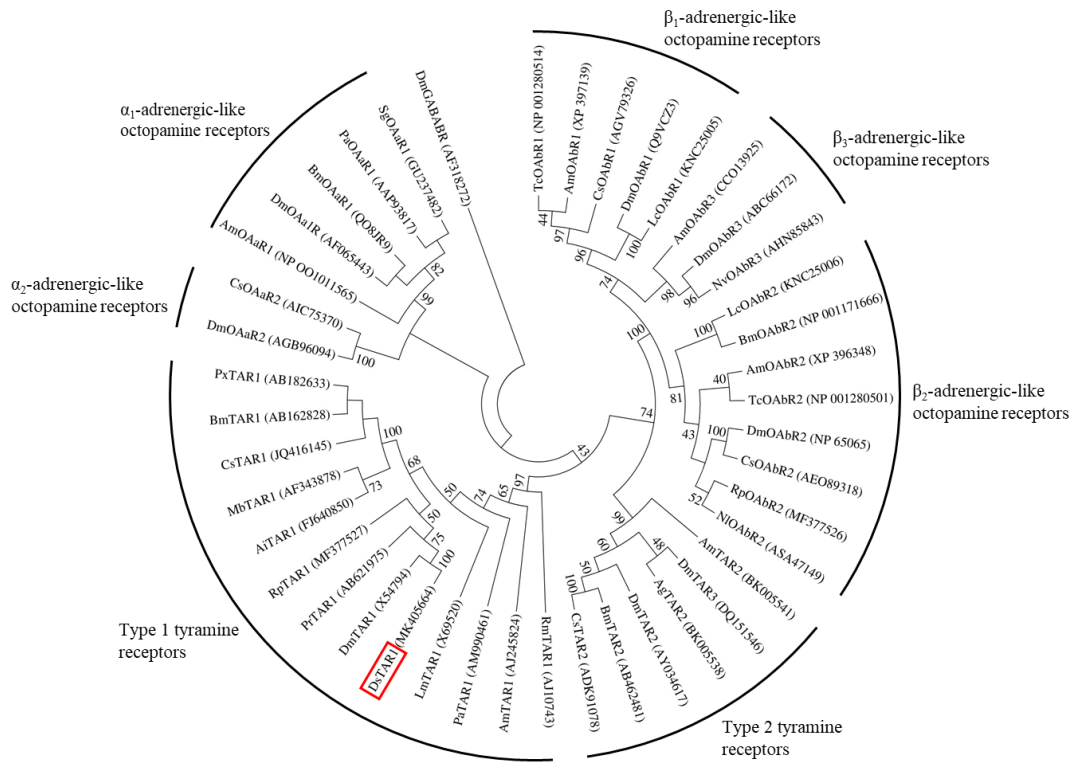 β1-adrenergic-like
octopamine receptors
β3-adrenergic-like
octopamine receptors
β2-adrenergic-like
octopamine receptors
Type 2 tyramine
receptors
Type 1 tyramine
receptors
α2-adrenergic-like
octopamine receptors
α1-adrenergic-like
octopamine receptors
TcOAbR1 (NP 001280514)
AmOAbR1 (XP 397139)
CsOAbR1 (AGV79326)
DmOAbR1 (Q9VCZ3)
LcOAbR1 (KNC25005)
AmOAbR3 (CCO13925)
DmOAbR3 (ABC66172)
NvOAbR3 (AHN85843)
LcOAbR2 (KNC25006)
BmOAbR2 (NP 001171666)
AmOAbR2 (XP 396348)
TcOAbR2 (NP 001280501)
DmOAbR2 (NP 65065)
CsOAbR2 (AEO89318)
RpOAbR2 (MF377526)
NlOAbR2 (ASA47149)
AmTAR2 (BK005541)
DmTAR3 (DQ151546)
AgTAR2 (BK005538)
DmTAR2 (AY034617)
BmTAR2 (AB462481)
CsTAR2 (ADK91078)
RmTAR1 (AJ10743)
AmTAR1 (AJ245824)
PaTAR1 (AM990461)
LmTAR1 (X69520)
DsTAR1 (MK405664)
DmTAR1 (X54794)
PrTAR1 (AB621975)
RpTAR1 (MF377527)
AiTAR1 (FJ640850)
MbTAR1 (AF343878)
CsTAR1 (JQ416145)
BmTAR1 (AB162828)
PxTAR1 (AB182633)
DmOAaR2 (AGB96094)
CsOAaR2 (AIC75370)
AmOAaR1 (NP OO1011565)
DmOAa1R (AF065443)
BmOAaR1 (QO8JR9)
PaOAaR1 (AAP93817)
SgOAaR1 (GU237482)
DmGABABR (AF318272)
44
97
96
100
74
98
96
100
100
81
40
43
100
52
74
99
48
60
50
100
43
97
65
74
50
68
50
75
100
100
73
100
99
82